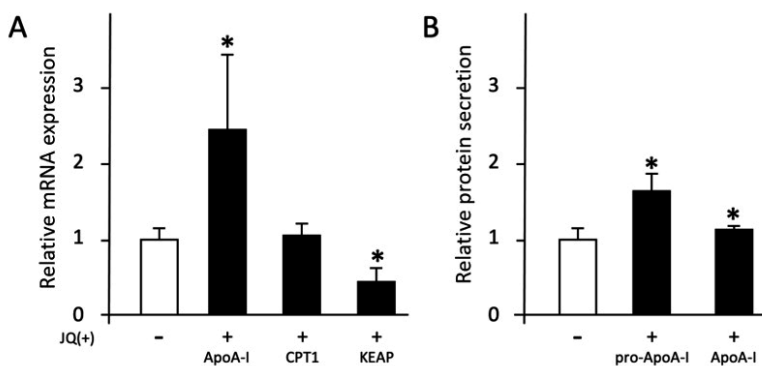 A
Relative mRNA expression
3
2
1
0
*
*
JQ(+)
– + + +
ApoA-I CPT1 KEAP
B
Relative protein secretion
3
2
1
0
*
*
– + +
pro-ApoA-I ApoA-I